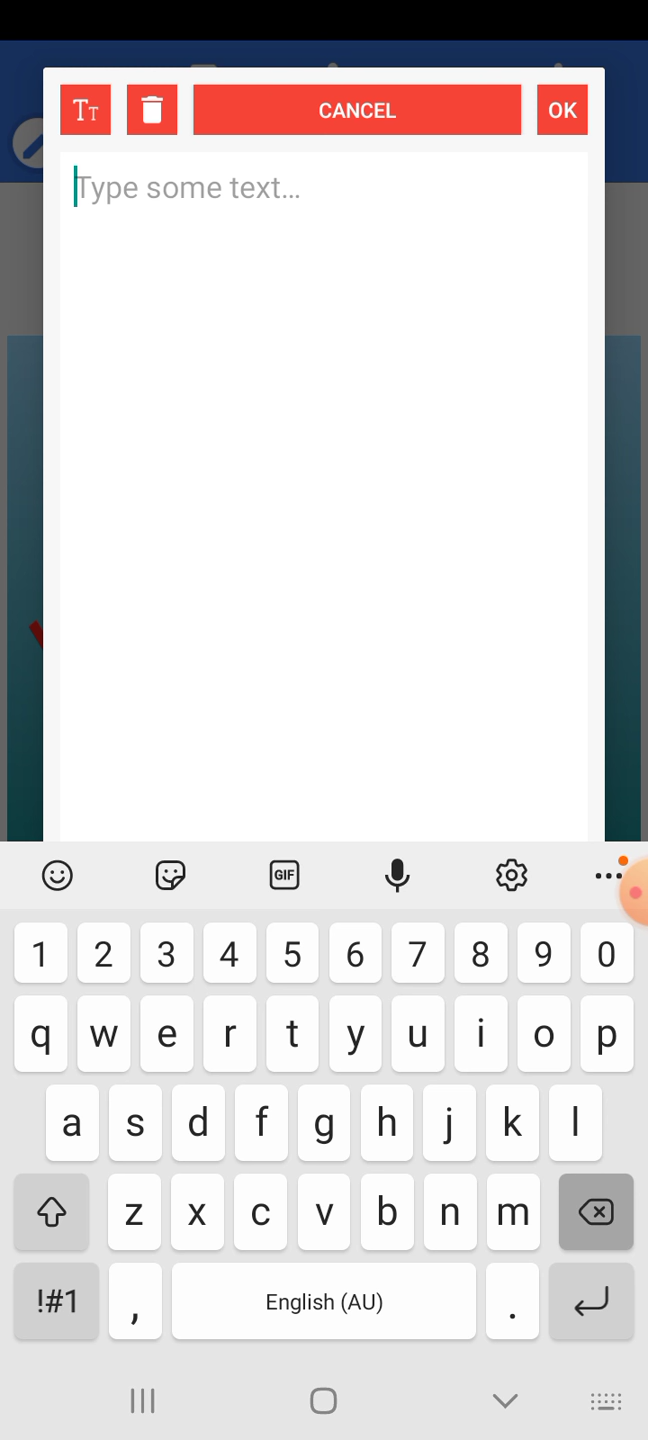 TT
CANCEL
OK
Type some text...
GIF
1 2 3 4 5 6 7 8 9 0
q w e r t y u i o p
a s d f g h j k l
z x c v b n m
!#1 , English (AU) .